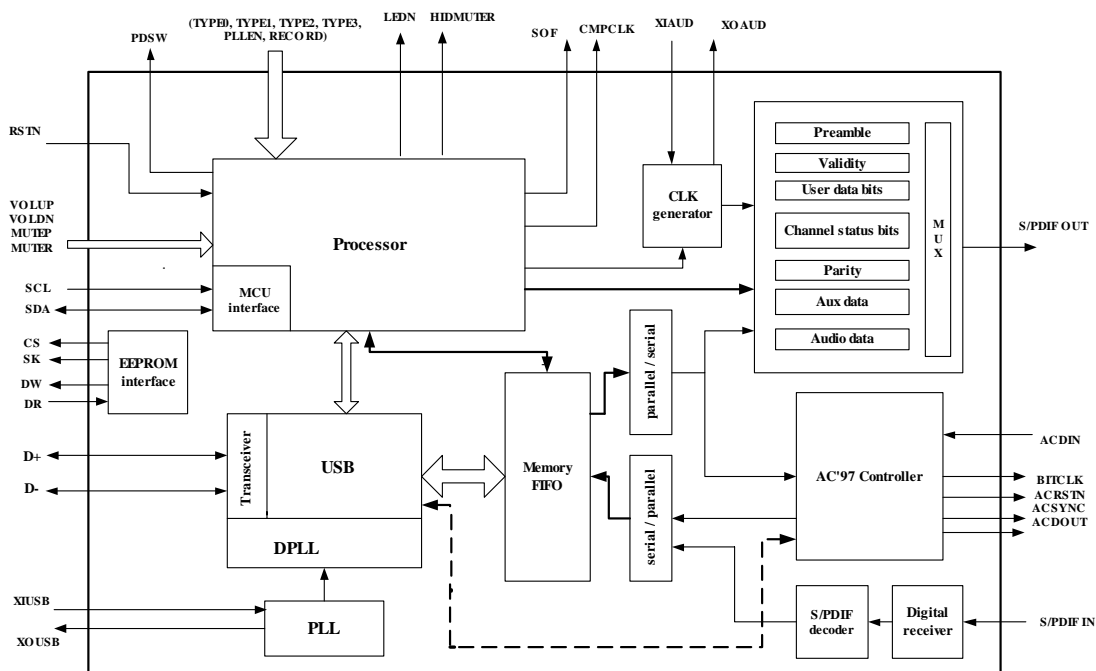 (TYPE0, TYPE1, TYPE2, TYPE3,
PLLEN, RECORD)
PDSW
LEDN
HIDMUTER
SOF
CMPCLK
XIAUD
XOAUD
RSTN
VOLUP
VOLDN
MUTEP
MUTER
SCL
SDA
CS
SK
DW
DR
D+
D-
XIUSB
XOUSB
Processor
MCU
interface
EEPROM
interface
Transceiver
USB
DPLL
PLL
Memory
FIFO
parallel / serial
serial / parallel
CLK
generator
Preamble
Validity
User data bits
Channel status bits
Parity
Aux data
Audio data
M
U
X
S/PDIF OUT
AC'97 Controller
ACDIN
BITCLK
ACRSTN
ACSYNC
ACDOUT
S/PDIF
decoder
Digital
receiver
S/PDIF IN